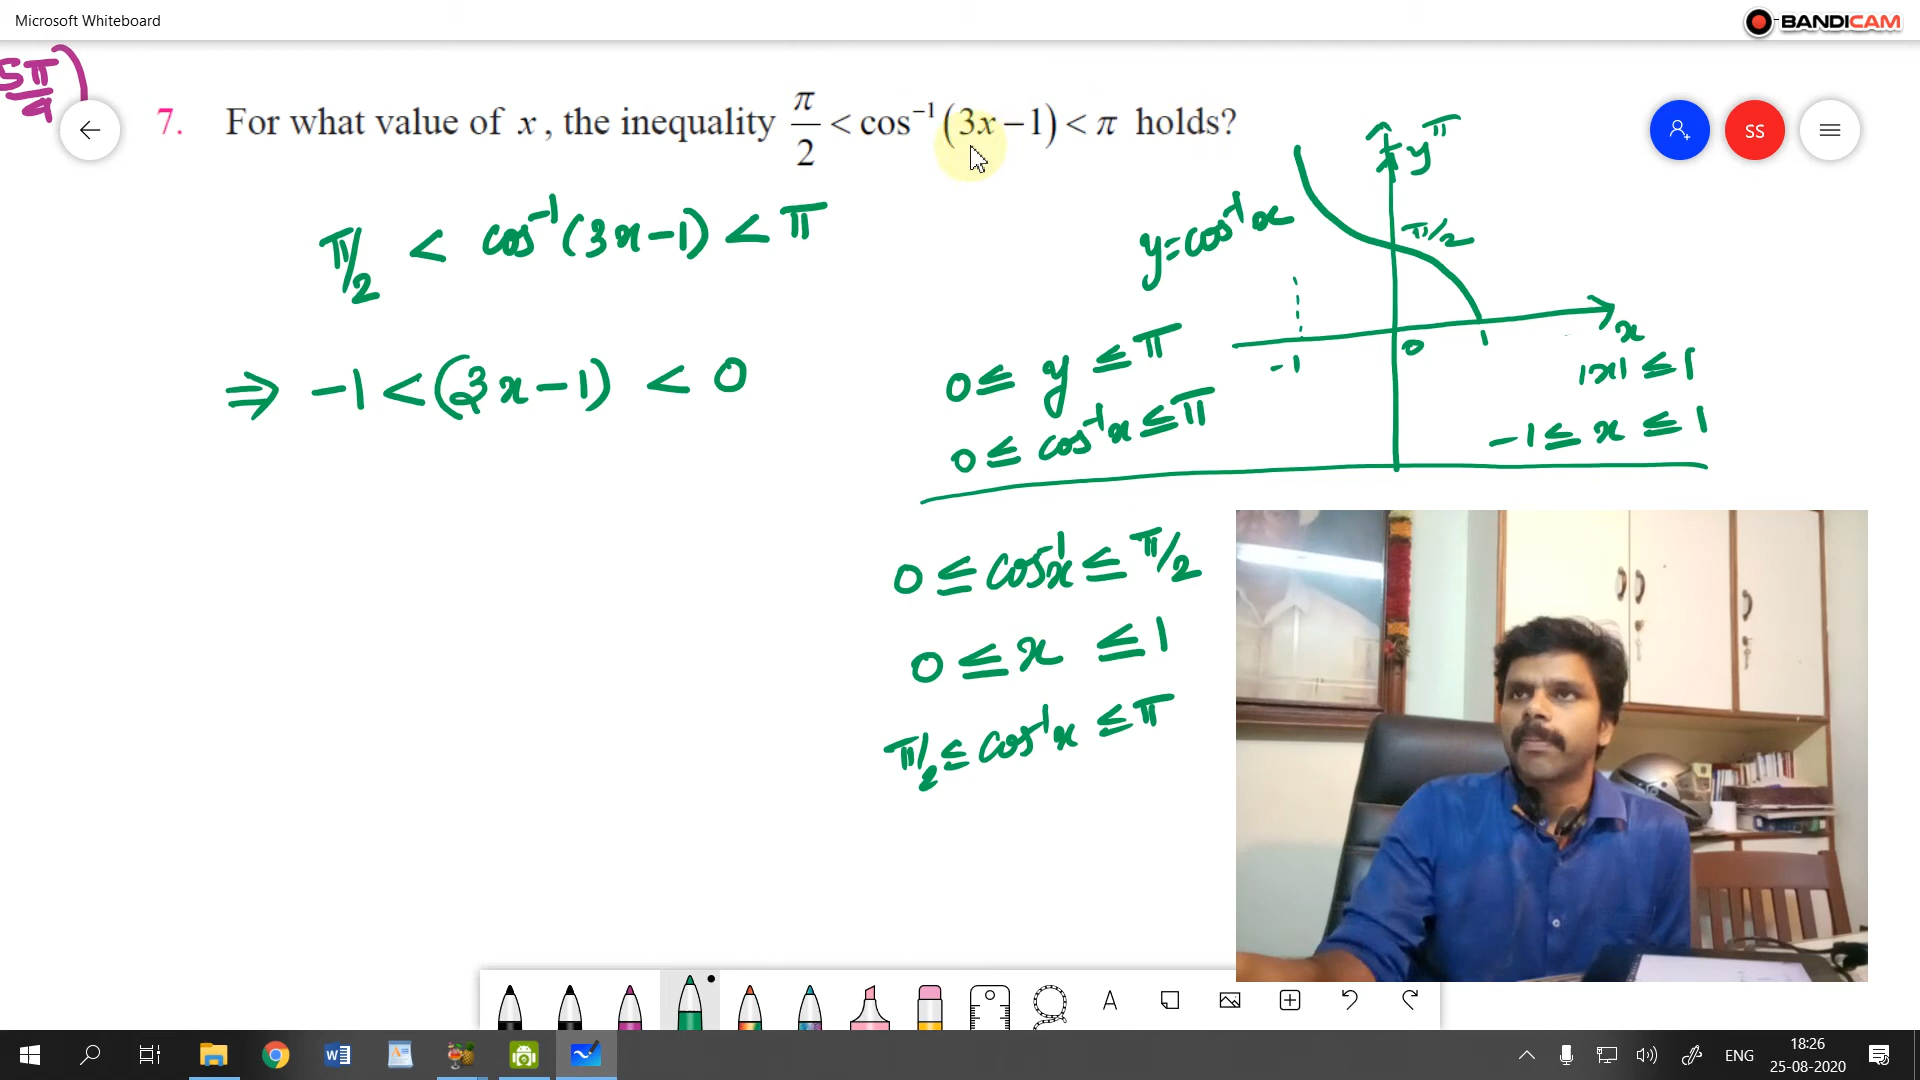 Microsoft Whiteboard
BANDICAM
5π/4)
7. For what value of x, the inequality π/2 < cos⁻¹(3x−1) < π holds?
SS
π/2 < cos⁻¹(3x−1) < π
⇒ −1 < (3x−1) < 0
y=cos⁻¹x
y
π
π/2
x
−1
0
1
0 ≤ y ≤ π
0 ≤ cos⁻¹x ≤ π
|x| ≤ 1
−1 ≤ x ≤ 1
0 ≤ cos⁻¹x ≤ π/2
0 ≤ x ≤ 1
π/2 ≤ cos⁻¹x ≤ π
A
ENG
18:26
25-08-2020